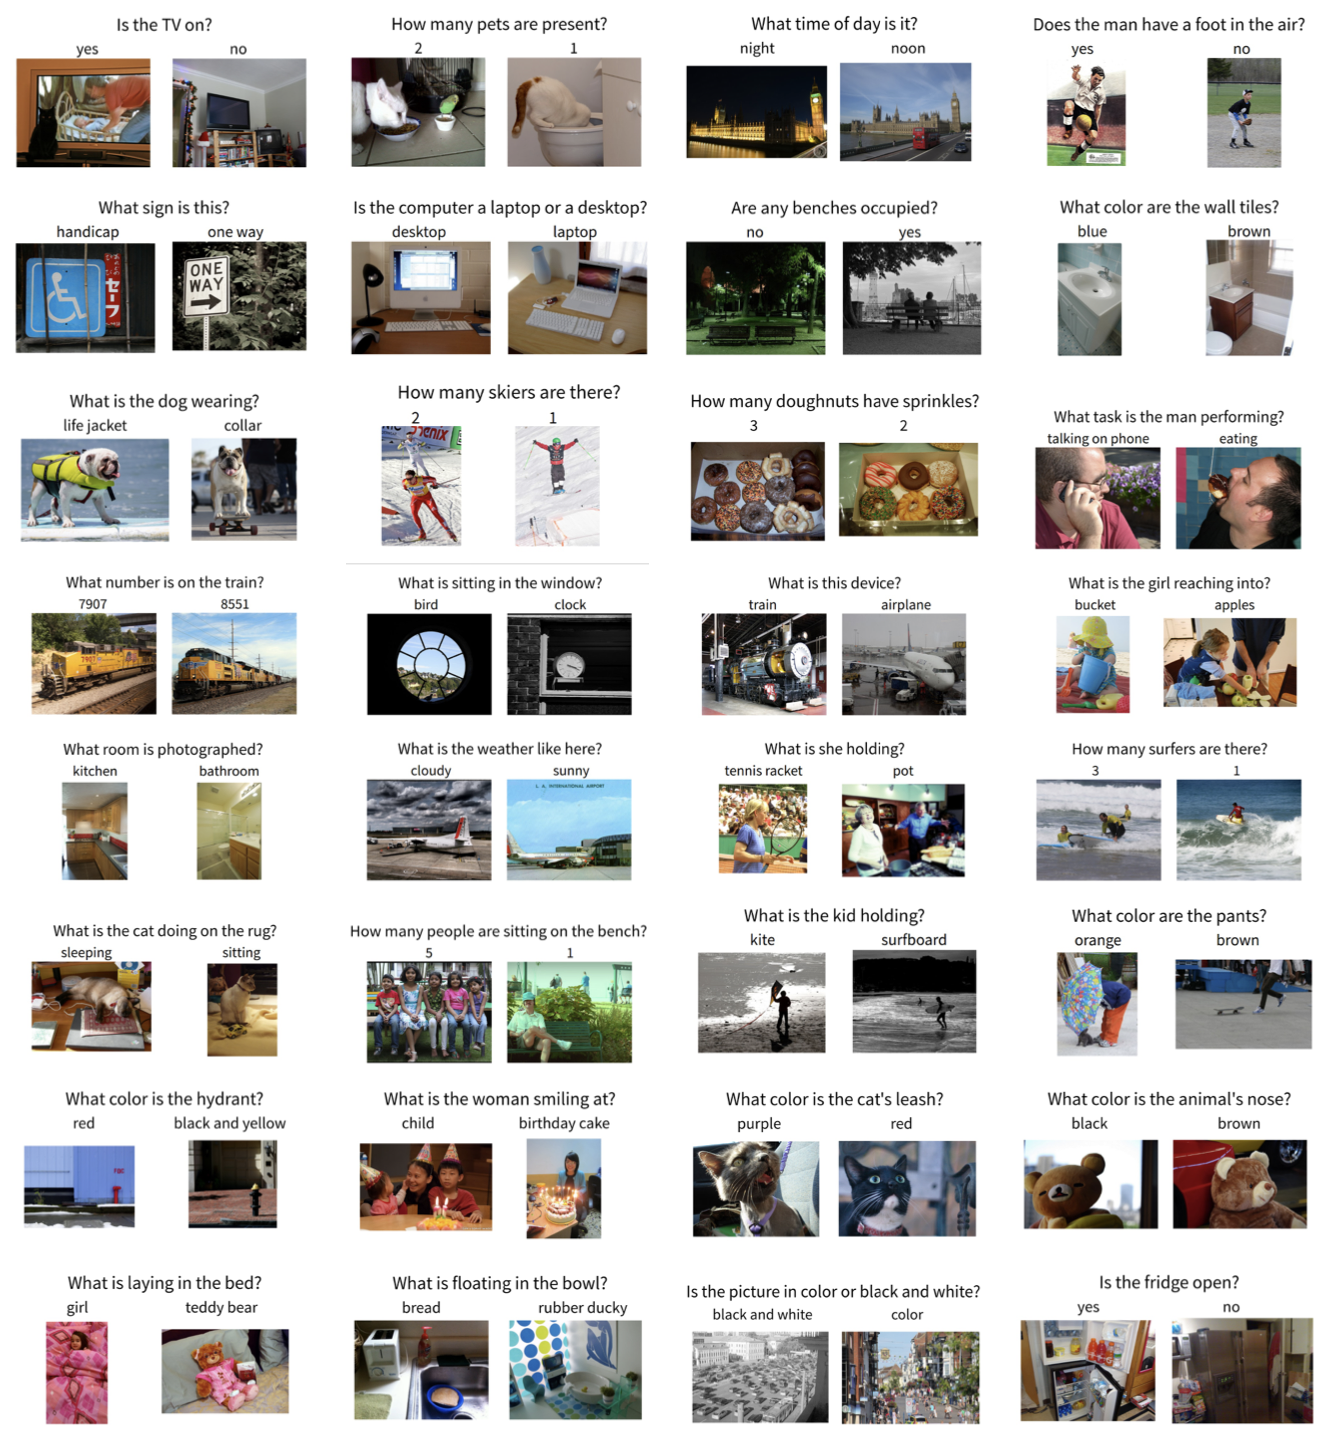 Is the TV on?
yes no
How many pets are present?
2 1
What time of day is it?
night noon
Does the man have a foot in the air?
yes no
What sign is this?
handicap one way
セーフ
ONE
WAY
Is the computer a laptop or a desktop?
desktop laptop
Are any benches occupied?
no yes
What color are the wall tiles?
blue brown
What is the dog wearing?
life jacket collar
How many skiers are there?
2 1
How many doughnuts have sprinkles?
3 2
What task is the man performing?
talking on phone eating
What number is on the train?
7907 8551
7907
What is sitting in the window?
bird clock
What is this device?
train airplane
What is the girl reaching into?
bucket apples
What room is photographed?
kitchen bathroom
What is the weather like here?
cloudy sunny
L. A. INTERNATIONAL AIRPORT
What is she holding?
tennis racket pot
How many surfers are there?
3 1
What is the cat doing on the rug?
sleeping sitting
How many people are sitting on the bench?
5 1
What is the kid holding?
kite surfboard
What color are the pants?
orange brown
What color is the hydrant?
red black and yellow
What is the woman smiling at?
child birthday cake
What color is the cat's leash?
purple red
What color is the animal's nose?
black brown
What is laying in the bed?
girl teddy bear
What is floating in the bowl?
bread rubber ducky
Is the picture in color or black and white?
black and white color
Is the fridge open?
yes no